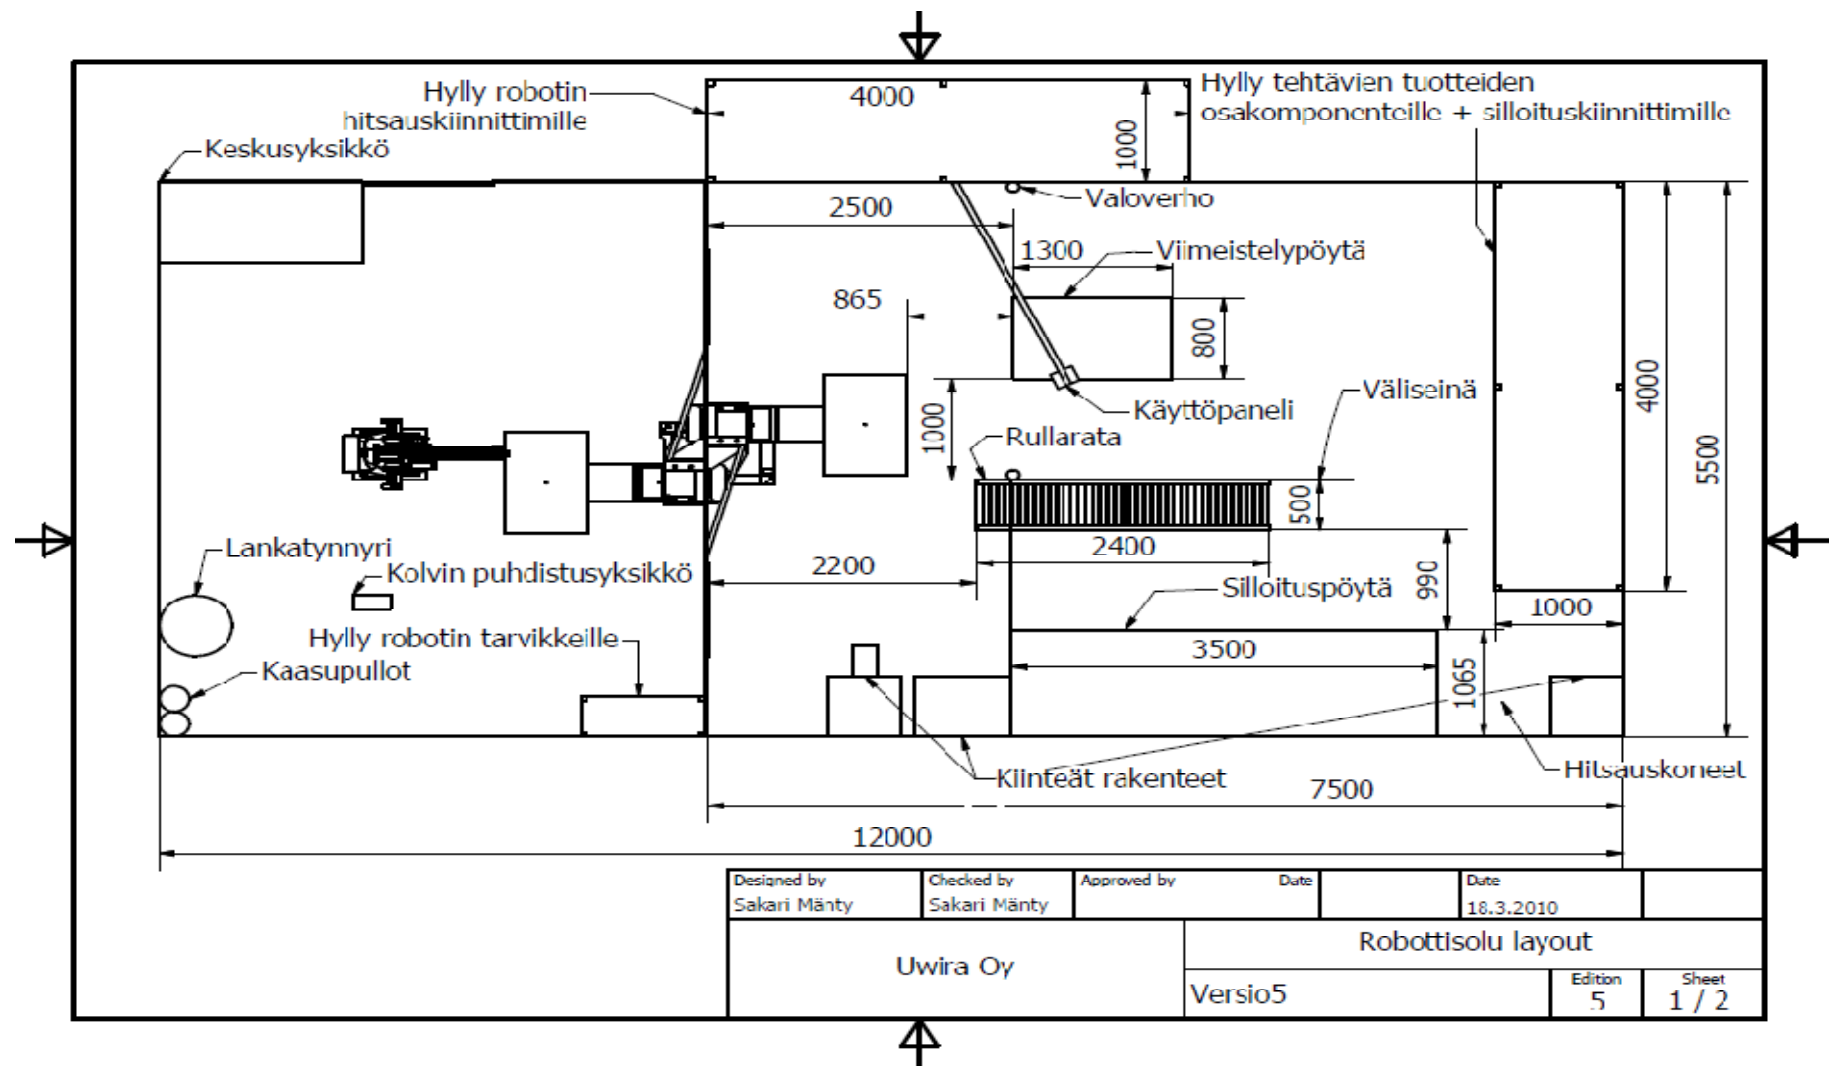 Hylly robotin
hitsauskiinnittimille
4000
1000
Hylly tehtävien tuotteiden
osakomponenteille + silloituskiinnittimille
Keskusyksikkö
Valoverho
2500
1300
Viimeistelypöytä
865
800
4000
5500
Väliseinä
Käyttöpaneli
1000
Rullarata
500
Lankatynnyri
Kolvin puhdistusyksikkö
2400
2200
990
Silloituspöytä
1000
Hylly robotin tarvikkeille
3500
1065
Kaasupullot
Kiinteät rakenteet
Hitsauskoneet
7500
12000
Designed by
Sakari Mänty
Checked by
Sakari Mänty
Approved by
Date
Date
18.3.2010
Uwira Oy
Robottisolu layout
Versio5
Edition
5
Sheet
1 / 2